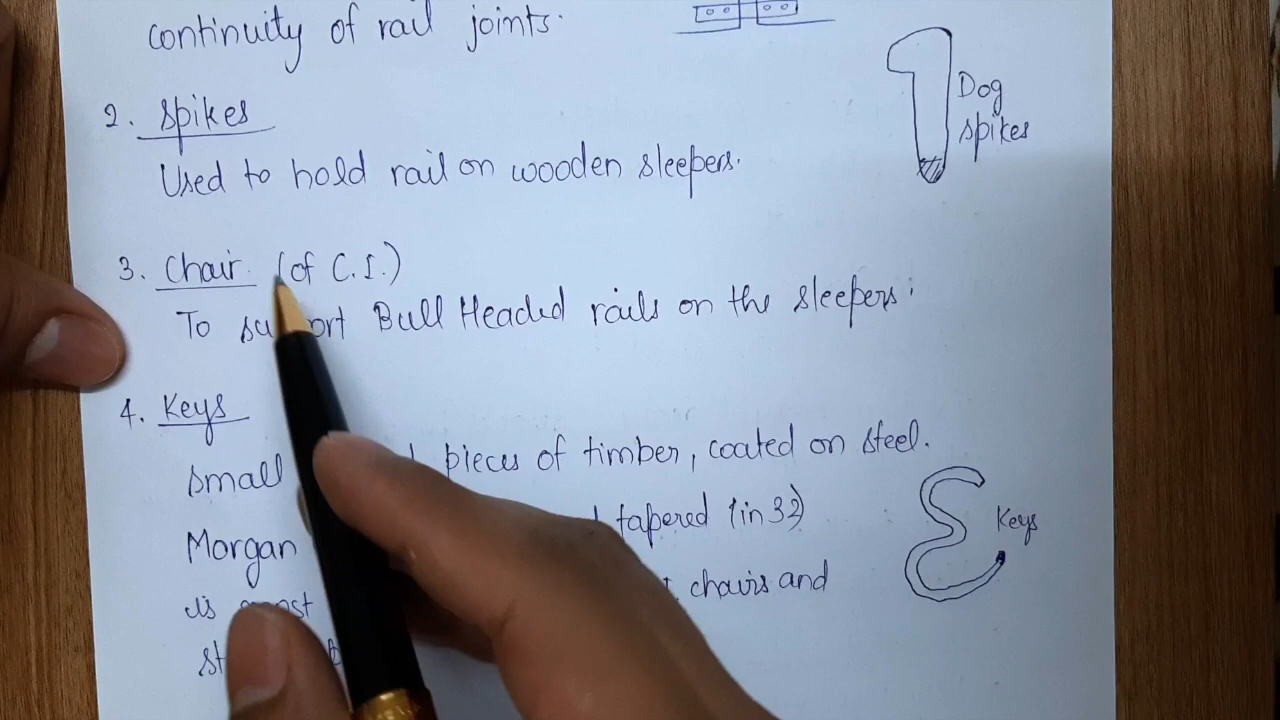 continuity of rail joints.
2. Spikes
Used to hold rail on wooden sleepers.
Dog
spikes
3. Chair (of C.I.)
To support Bull Headed rails on the sleepers.
4. Keys
Small pieces of timber, coated on steel.
Morgan tapered (in 32)
is most chairs and
Keys